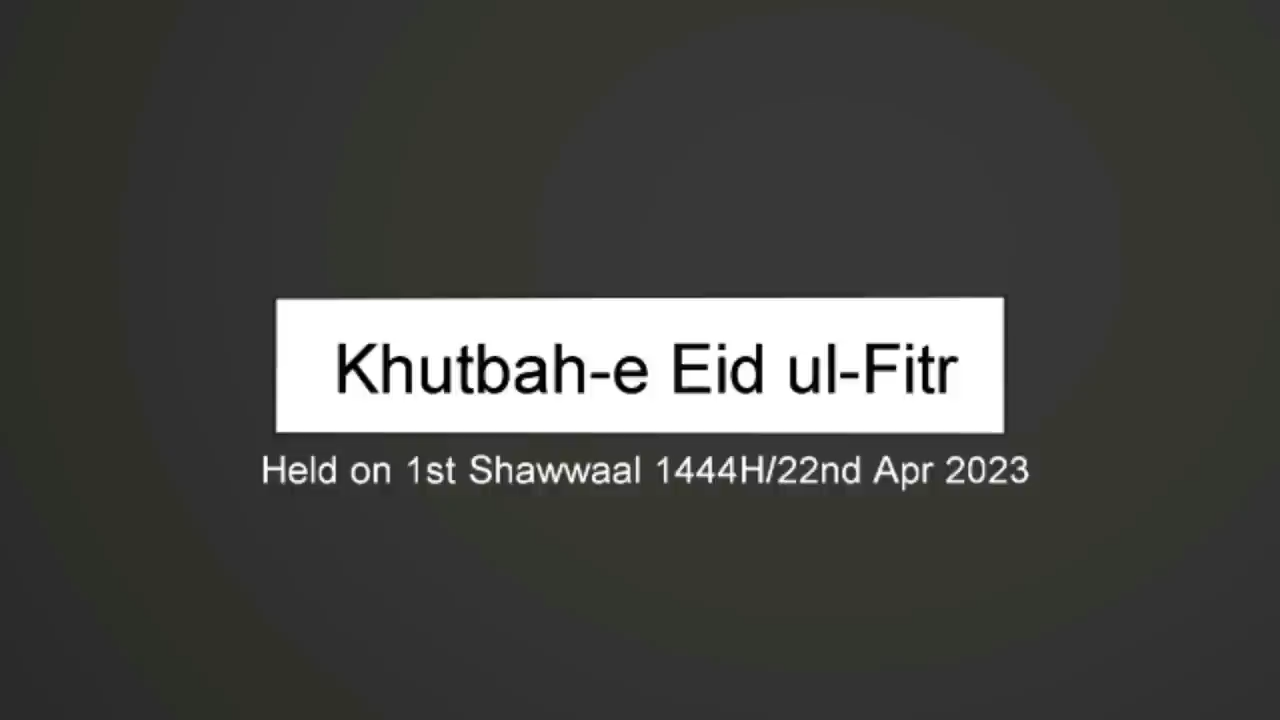 Khutbah-e Eid ul-Fitr
Held on 1st Shawwaal 1444H/22nd Apr 2023